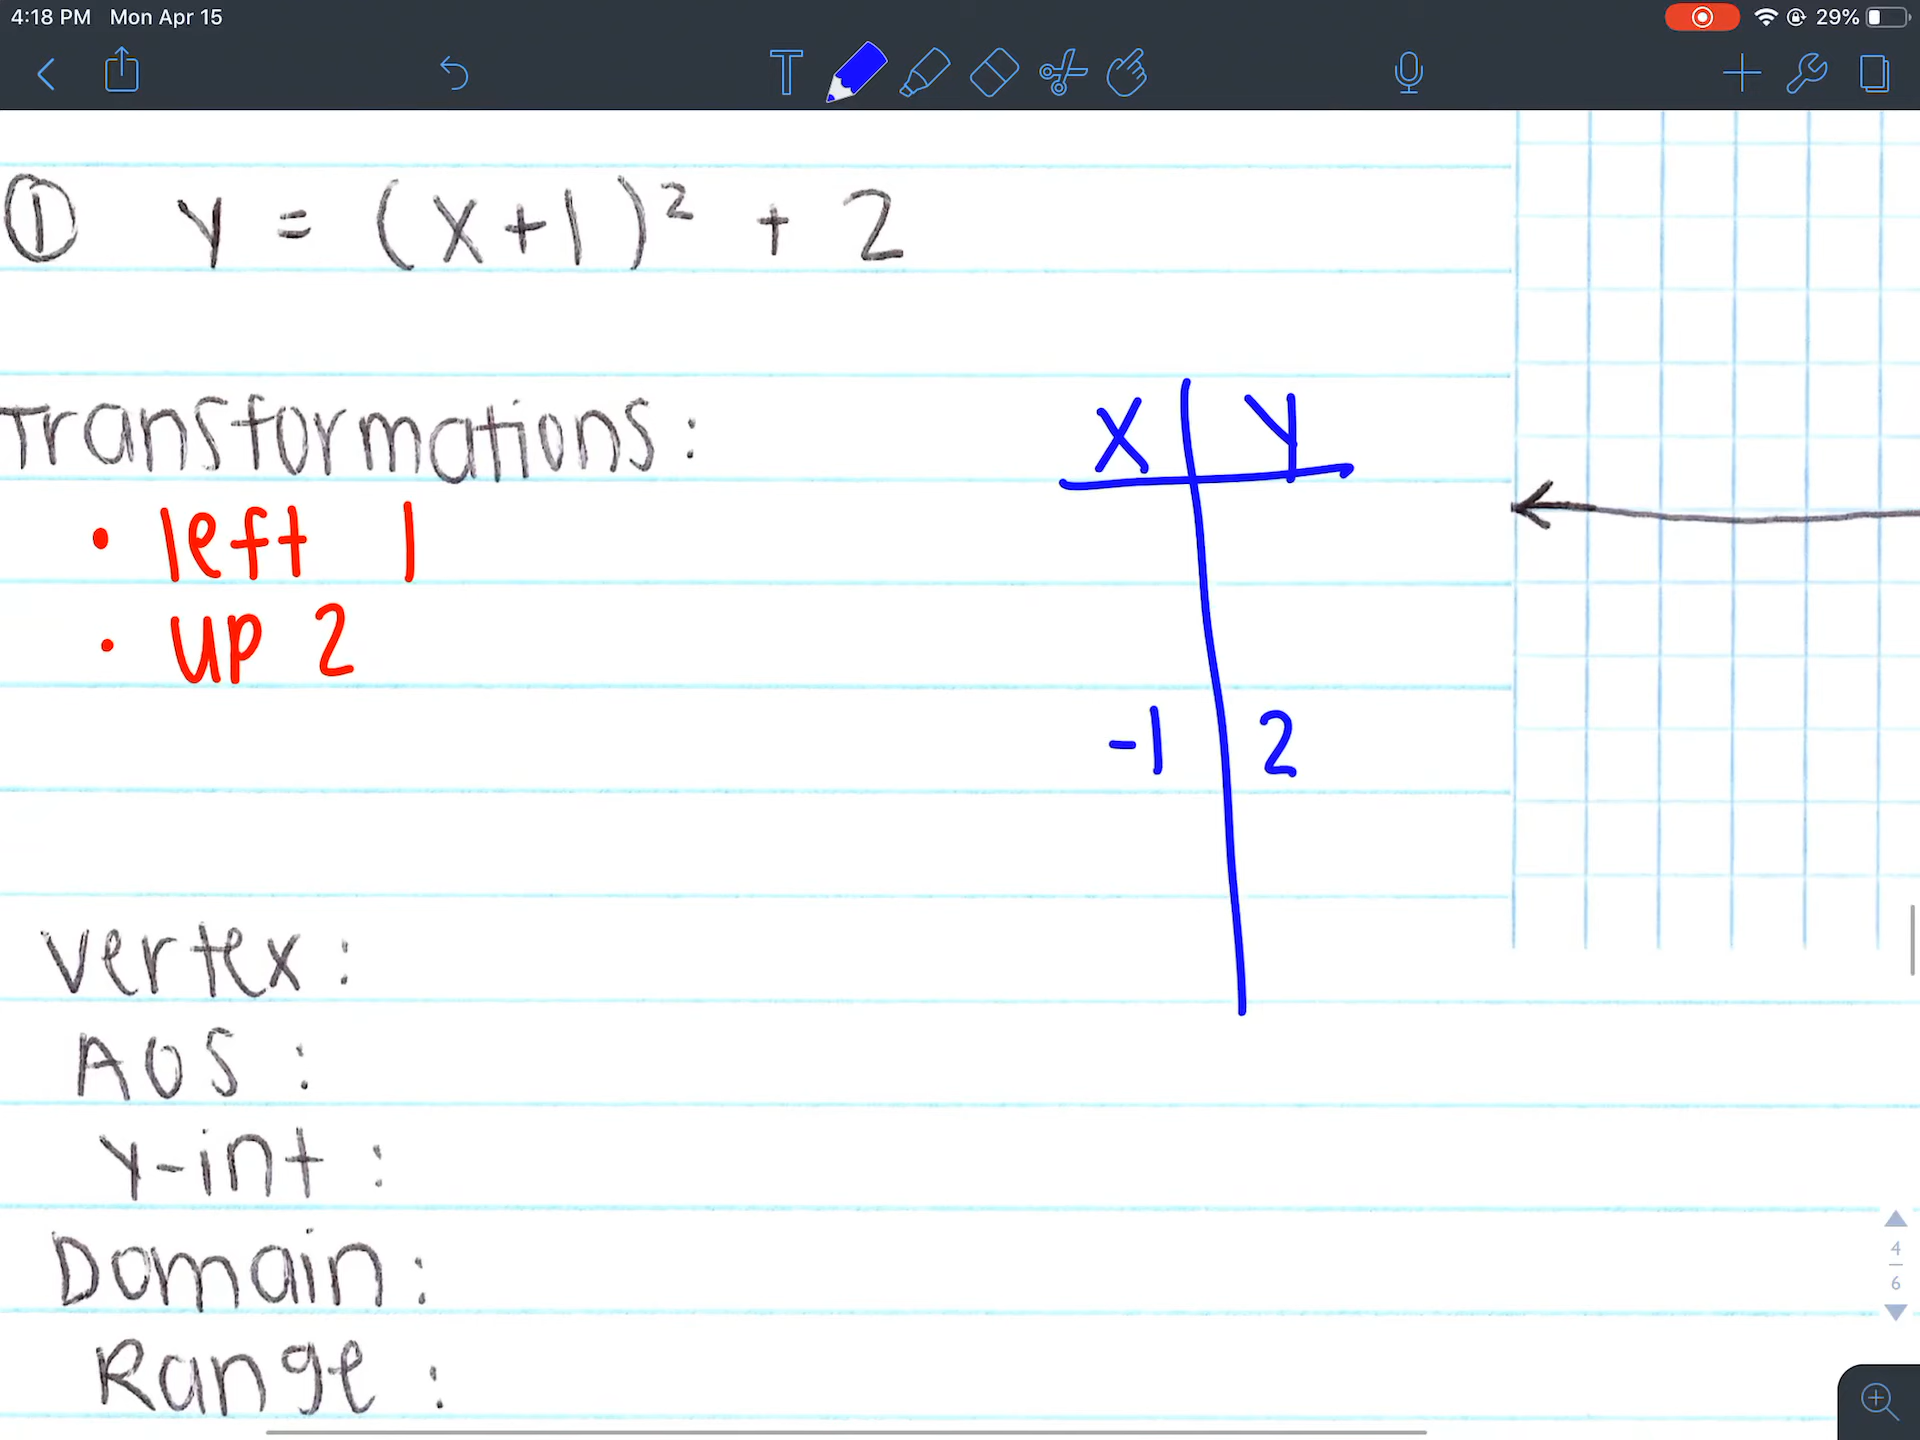 4:18 PM Mon Apr 15 29%
T
① y = (x+1)² + 2
Transformations:
• left 1
• up 2
x y
-1 2
vertex:
AOS:
y-int:
Domain:
Range:
4
6